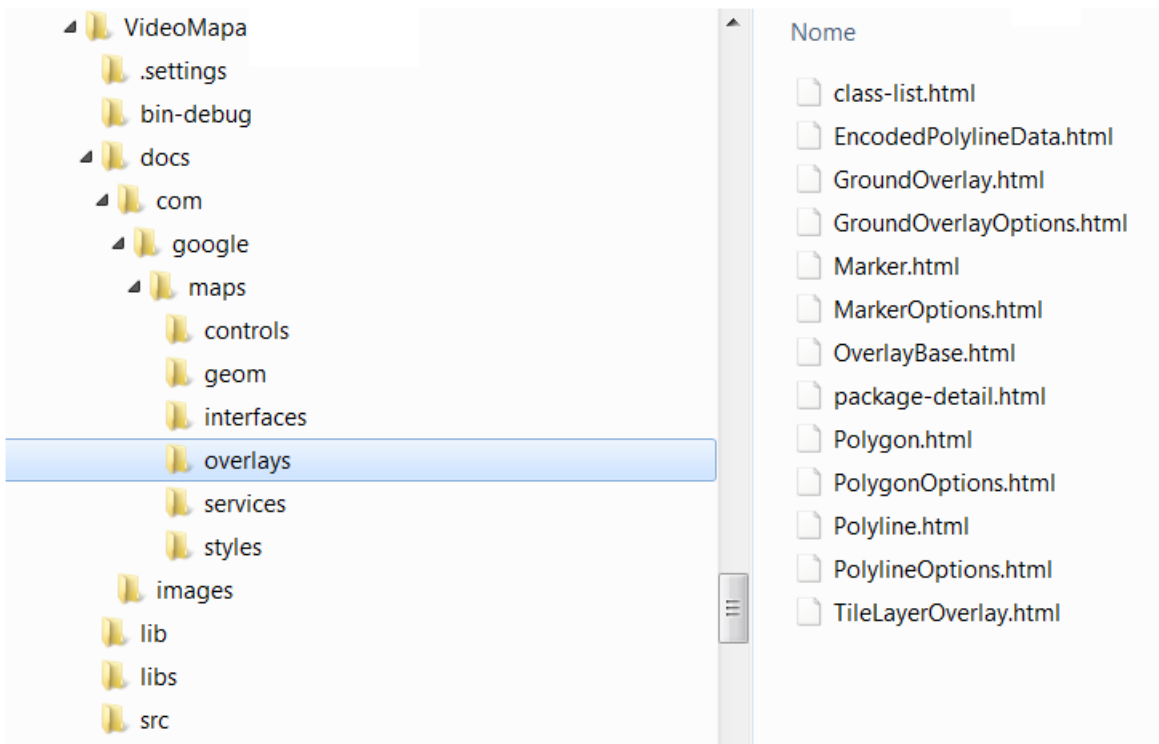 VideoMapa
.settings
bin-debug
docs
com
google
maps
controls
geom
interfaces
overlays
services
styles
images
lib
libs
src
Nome
class-list.html
EncodedPolylineData.html
GroundOverlay.html
GroundOverlayOptions.html
Marker.html
MarkerOptions.html
OverlayBase.html
package-detail.html
Polygon.html
PolygonOptions.html
Polyline.html
PolylineOptions.html
TileLayerOverlay.html